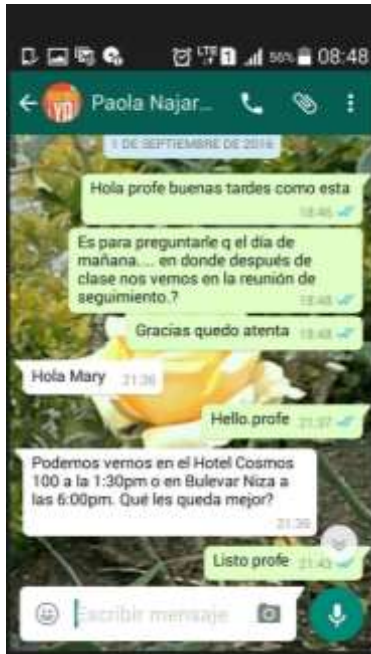 50% 08:48
Paola Najar...
1 DE SEPTIEMBRE DE 2016
Hola profe buenas tardes como esta
18:46
Es para preguntarle q el día de
mañana.... en donde después de
clase nos vemos en la reunión de
seguimiento.?
18:48
Gracias quedo atenta 18:48
Hola Mary 21:36
Hello.profe 21:37
Podemos vernos en el Hotel Cosmos
100 a la 1:30pm o en Bulevar Niza a
las 6:00pm. Qué les queda mejor?
21:39
Listo profe 21:43
Escribir mensaje